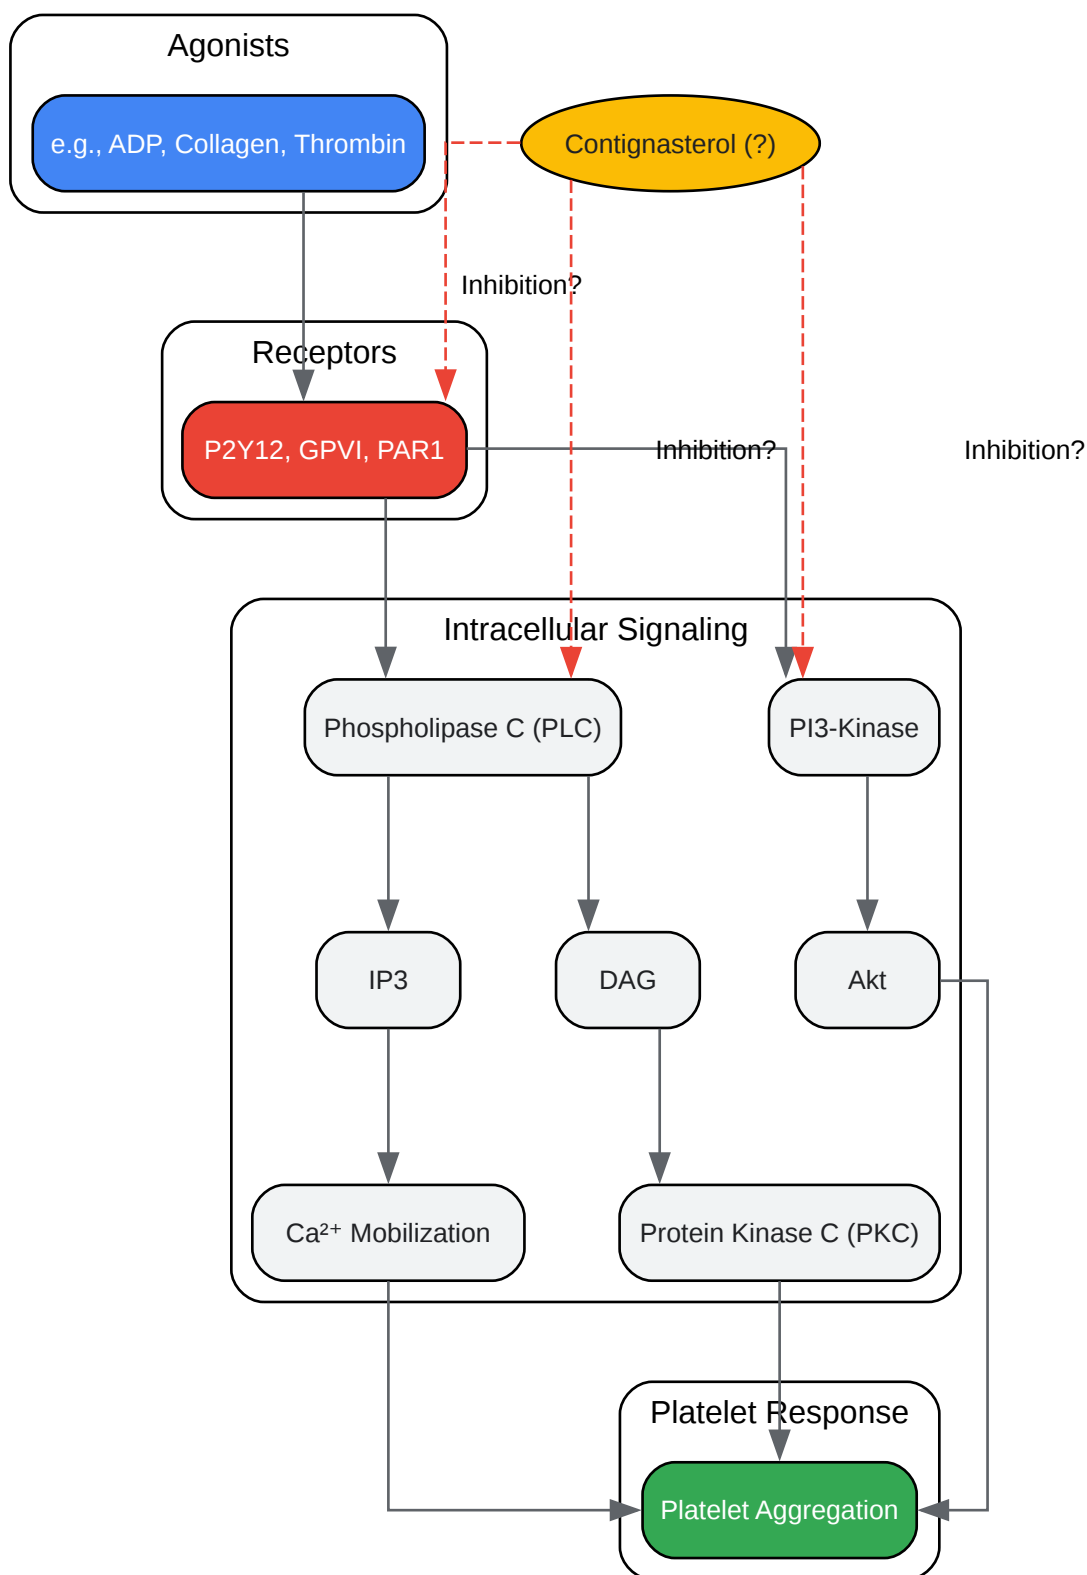 Agonists
e.g., ADP, Collagen, Thrombin
Contignasterol (?)
Inhibition?
Receptors
P2Y12, GPVI, PAR1
Inhibition?
Inhibition?
Intracellular Signaling
Phospholipase C (PLC)
PI3-Kinase
IP3
DAG
Akt
Ca²⁺ Mobilization
Protein Kinase C (PKC)
Platelet Response
Platelet Aggregation